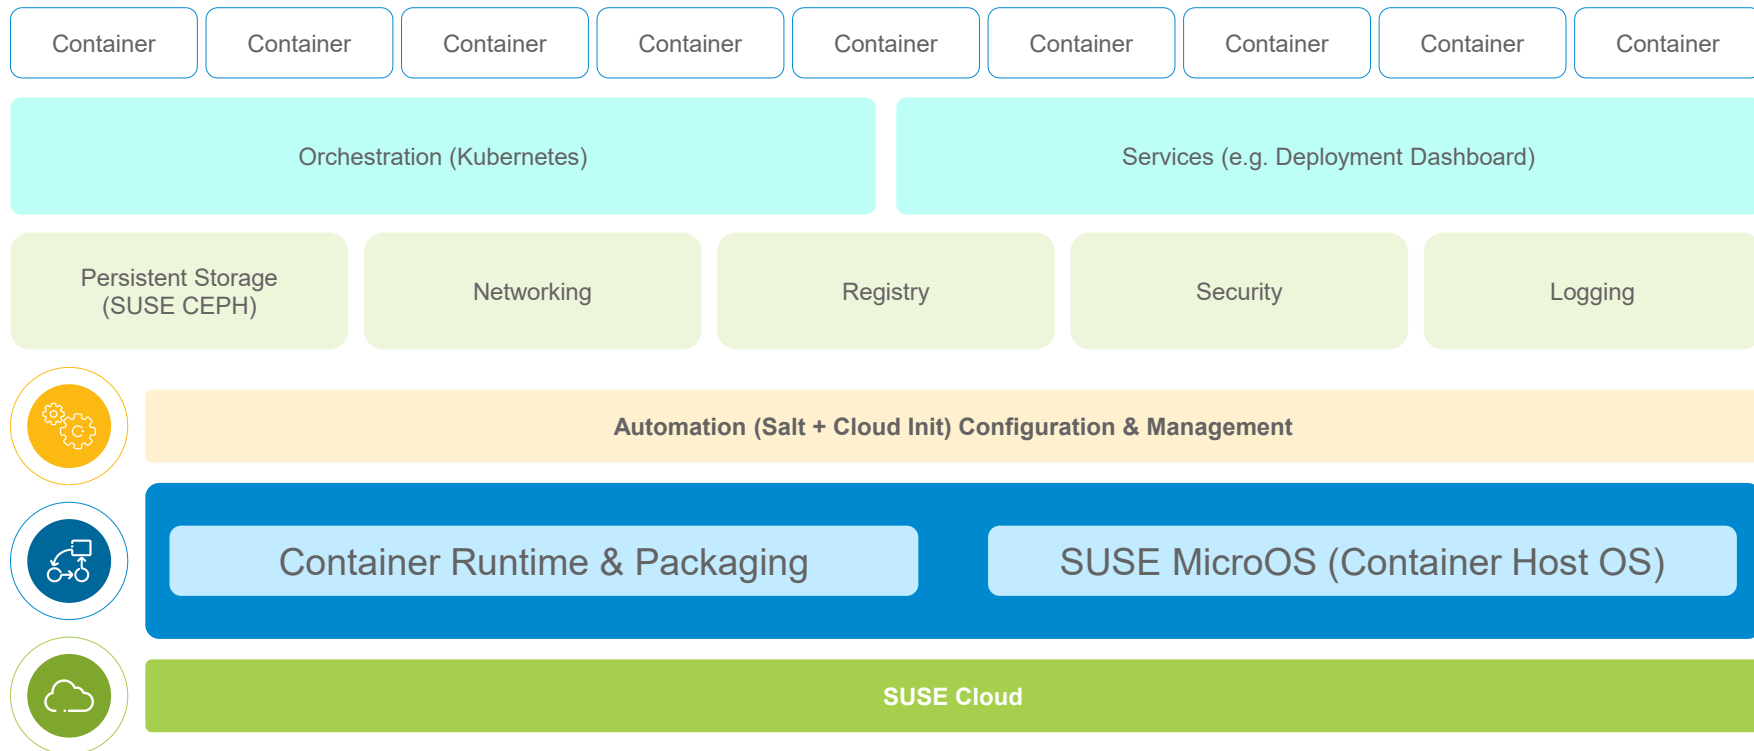 Container
Container
Container
Container
Container
Container
Container
Container
Container
Orchestration (Kubernetes)
Services (e.g. Deployment Dashboard)
Persistent Storage
(SUSE CEPH)
Networking
Registry
Security
Logging
Automation (Salt + Cloud Init) Configuration & Management
Container Runtime & Packaging
SUSE MicroOS (Container Host OS)
SUSE Cloud